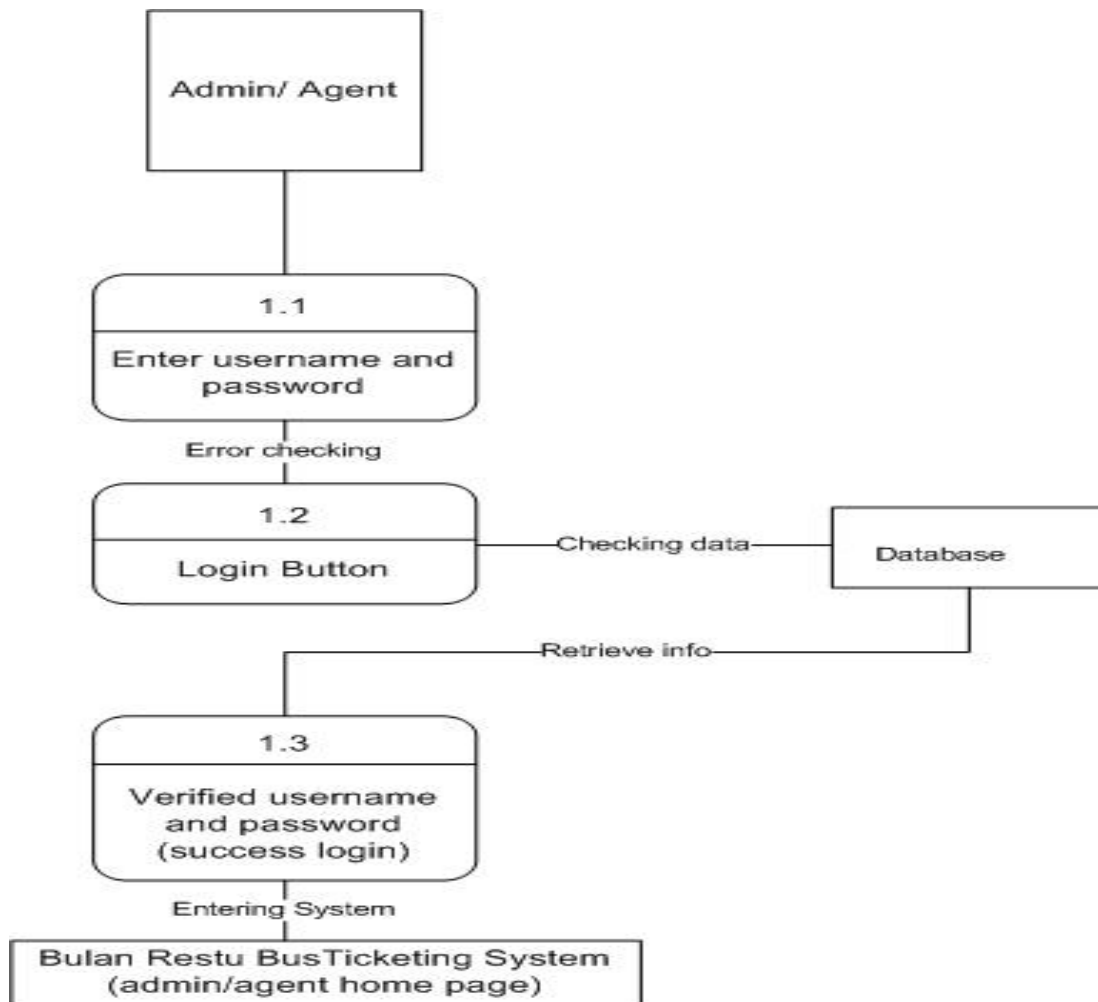 Admin/ Agent
1.1
Enter username and
password
Error checking
1.2
Login Button
Checking data
Database
Retrieve info
1.3
Verified username
and password
(success login)
Entering System
Bulan Restu BusTicketing System
(admin/agent home page)